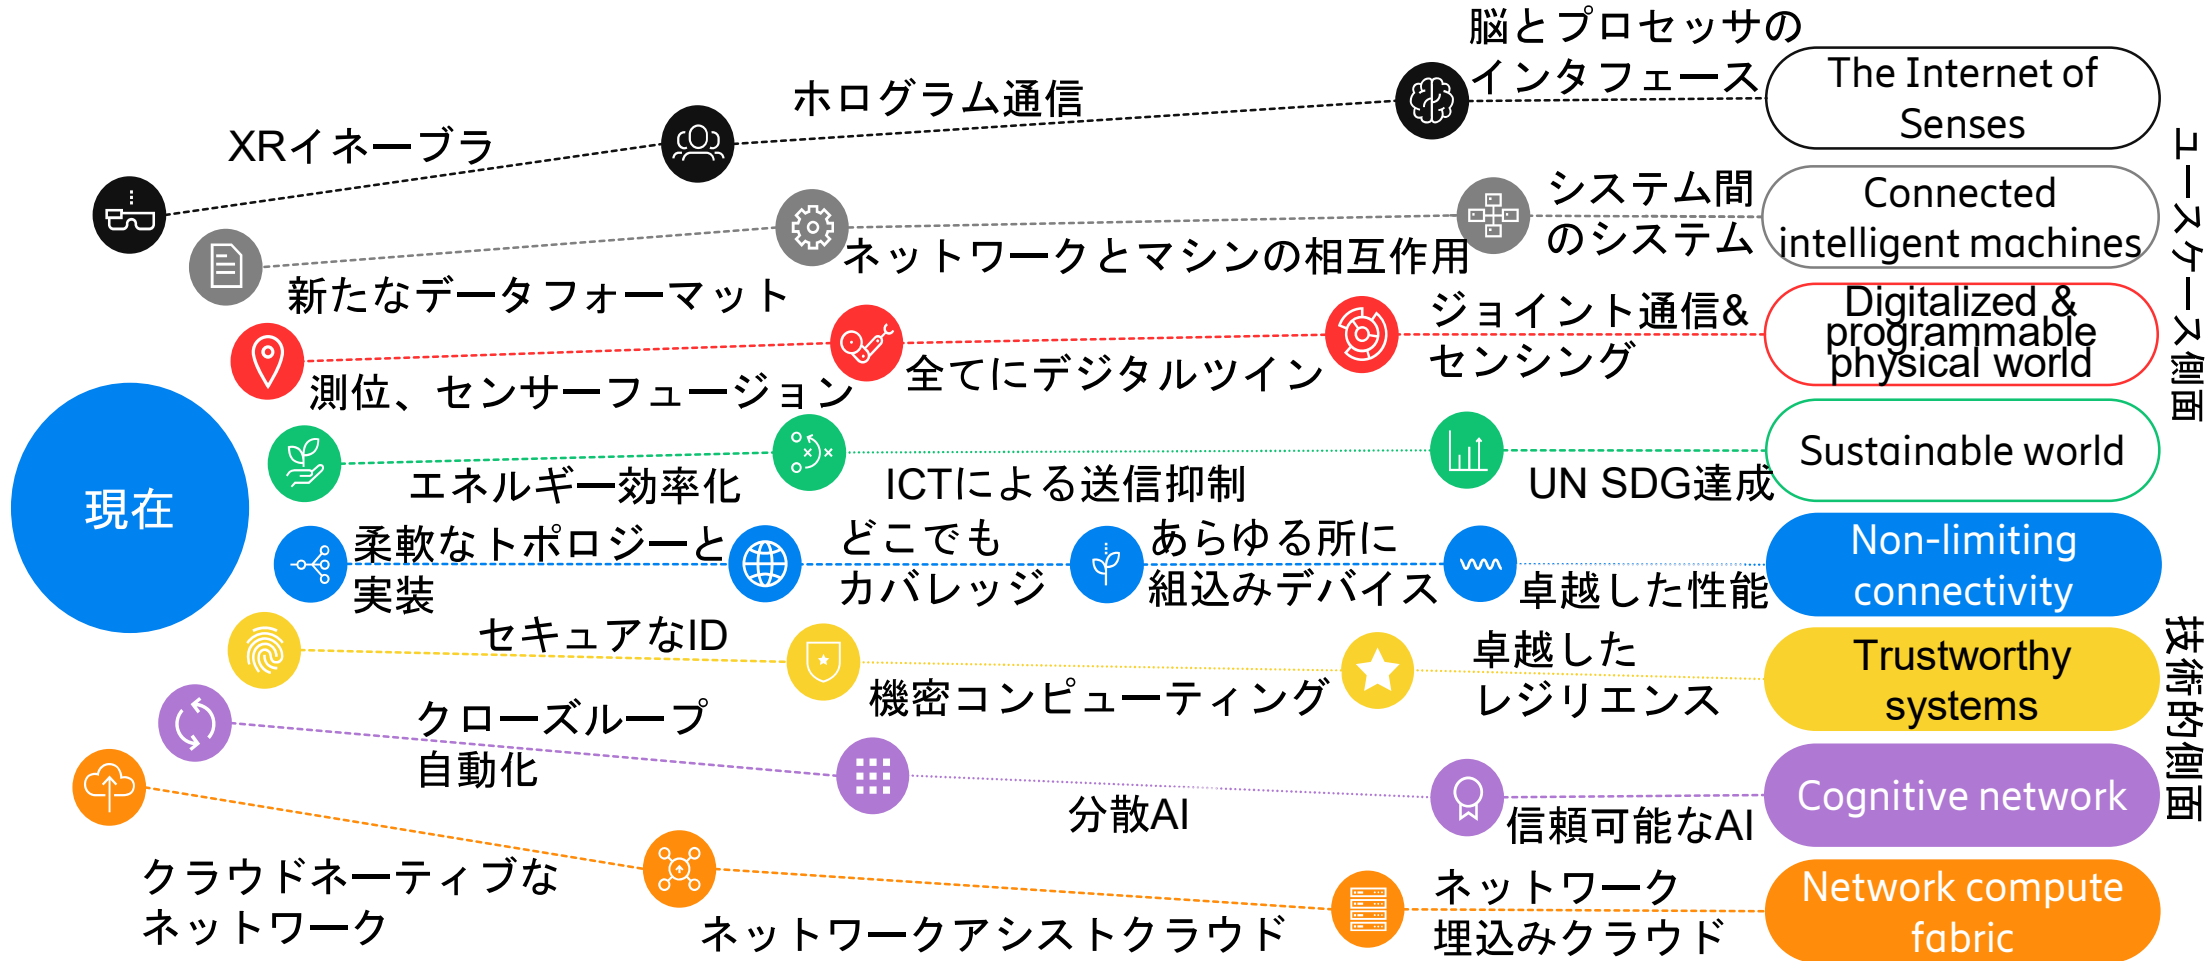 現在
XRイネーブラ
ホログラム通信
脳とプロセッサの
インタフェース
The Internet of
Senses
新たなデータフォーマット
ネットワークとマシンの相互作用
システム間
のシステム
Connected
intelligent machines
測位、センサーフュージョン
全てにデジタルツイン
ジョイント通信&
センシング
Digitalized &
programmable
physical world
エネルギー効率化
ICTによる送信抑制
UN SDG達成
Sustainable world
ユースケース側面
柔軟なトポロジーと
実装
どこでも
カバレッジ
あらゆる所に
組込みデバイス
卓越した性能
Non-limiting
connectivity
セキュアなID
機密コンピューティング
卓越した
レジリエンス
Trustworthy
systems
クローズループ
自動化
分散AI
信頼可能なAI
Cognitive network
クラウドネーティブな
ネットワーク
ネットワークアシストクラウド
ネットワーク
埋込みクラウド
Network compute
fabric
技術的側面